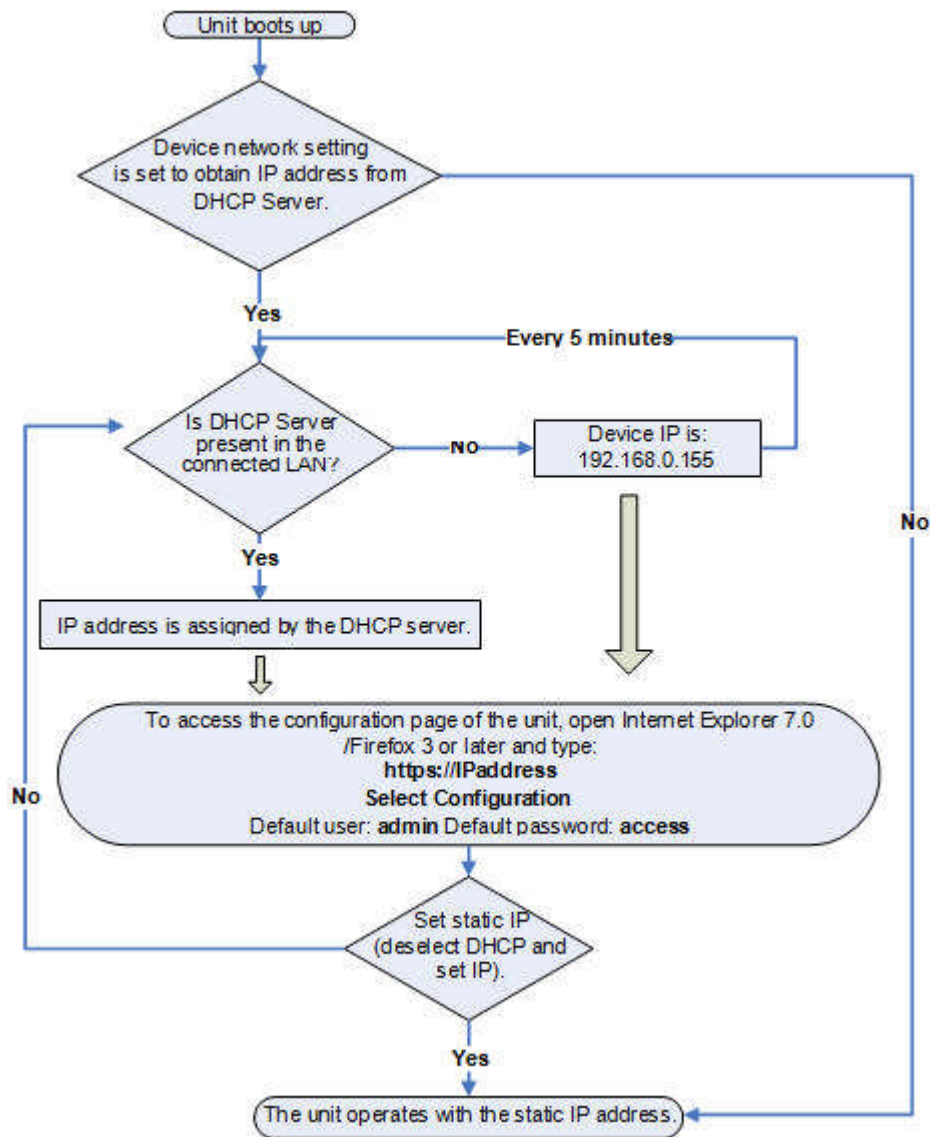 Unit boots up
Device network setting
is set to obtain IP address from
DHCP Server.
Yes
Every 5 minutes
Is DHCP Server
present in the
connected LAN?
No
Device IP is:
192.168.0.155
No
Yes
IP address is assigned by the DHCP server.
To access the configuration page of the unit, open Internet Explorer 7.0
/Firefox 3 or later and type:
https://IPaddress
Select Configuration
Default user: admin Default password: access
No
Set static IP
(deselect DHCP and
set IP).
Yes
The unit operates with the static IP address.